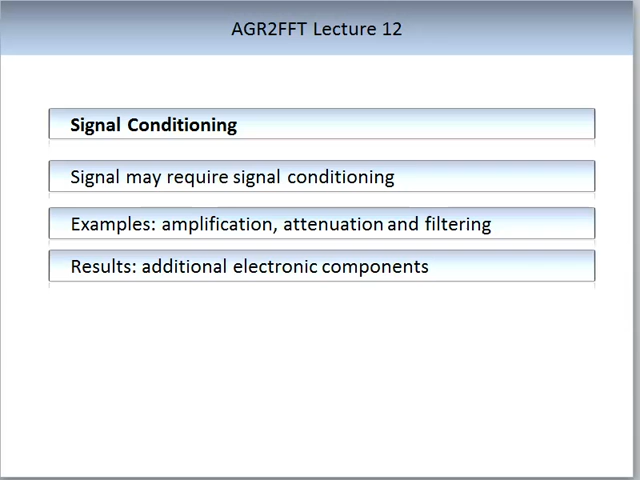 AGR2FFT Lecture 12
Signal Conditioning
Signal may require signal conditioning
Examples: amplification, attenuation and filtering
Results: additional electronic components